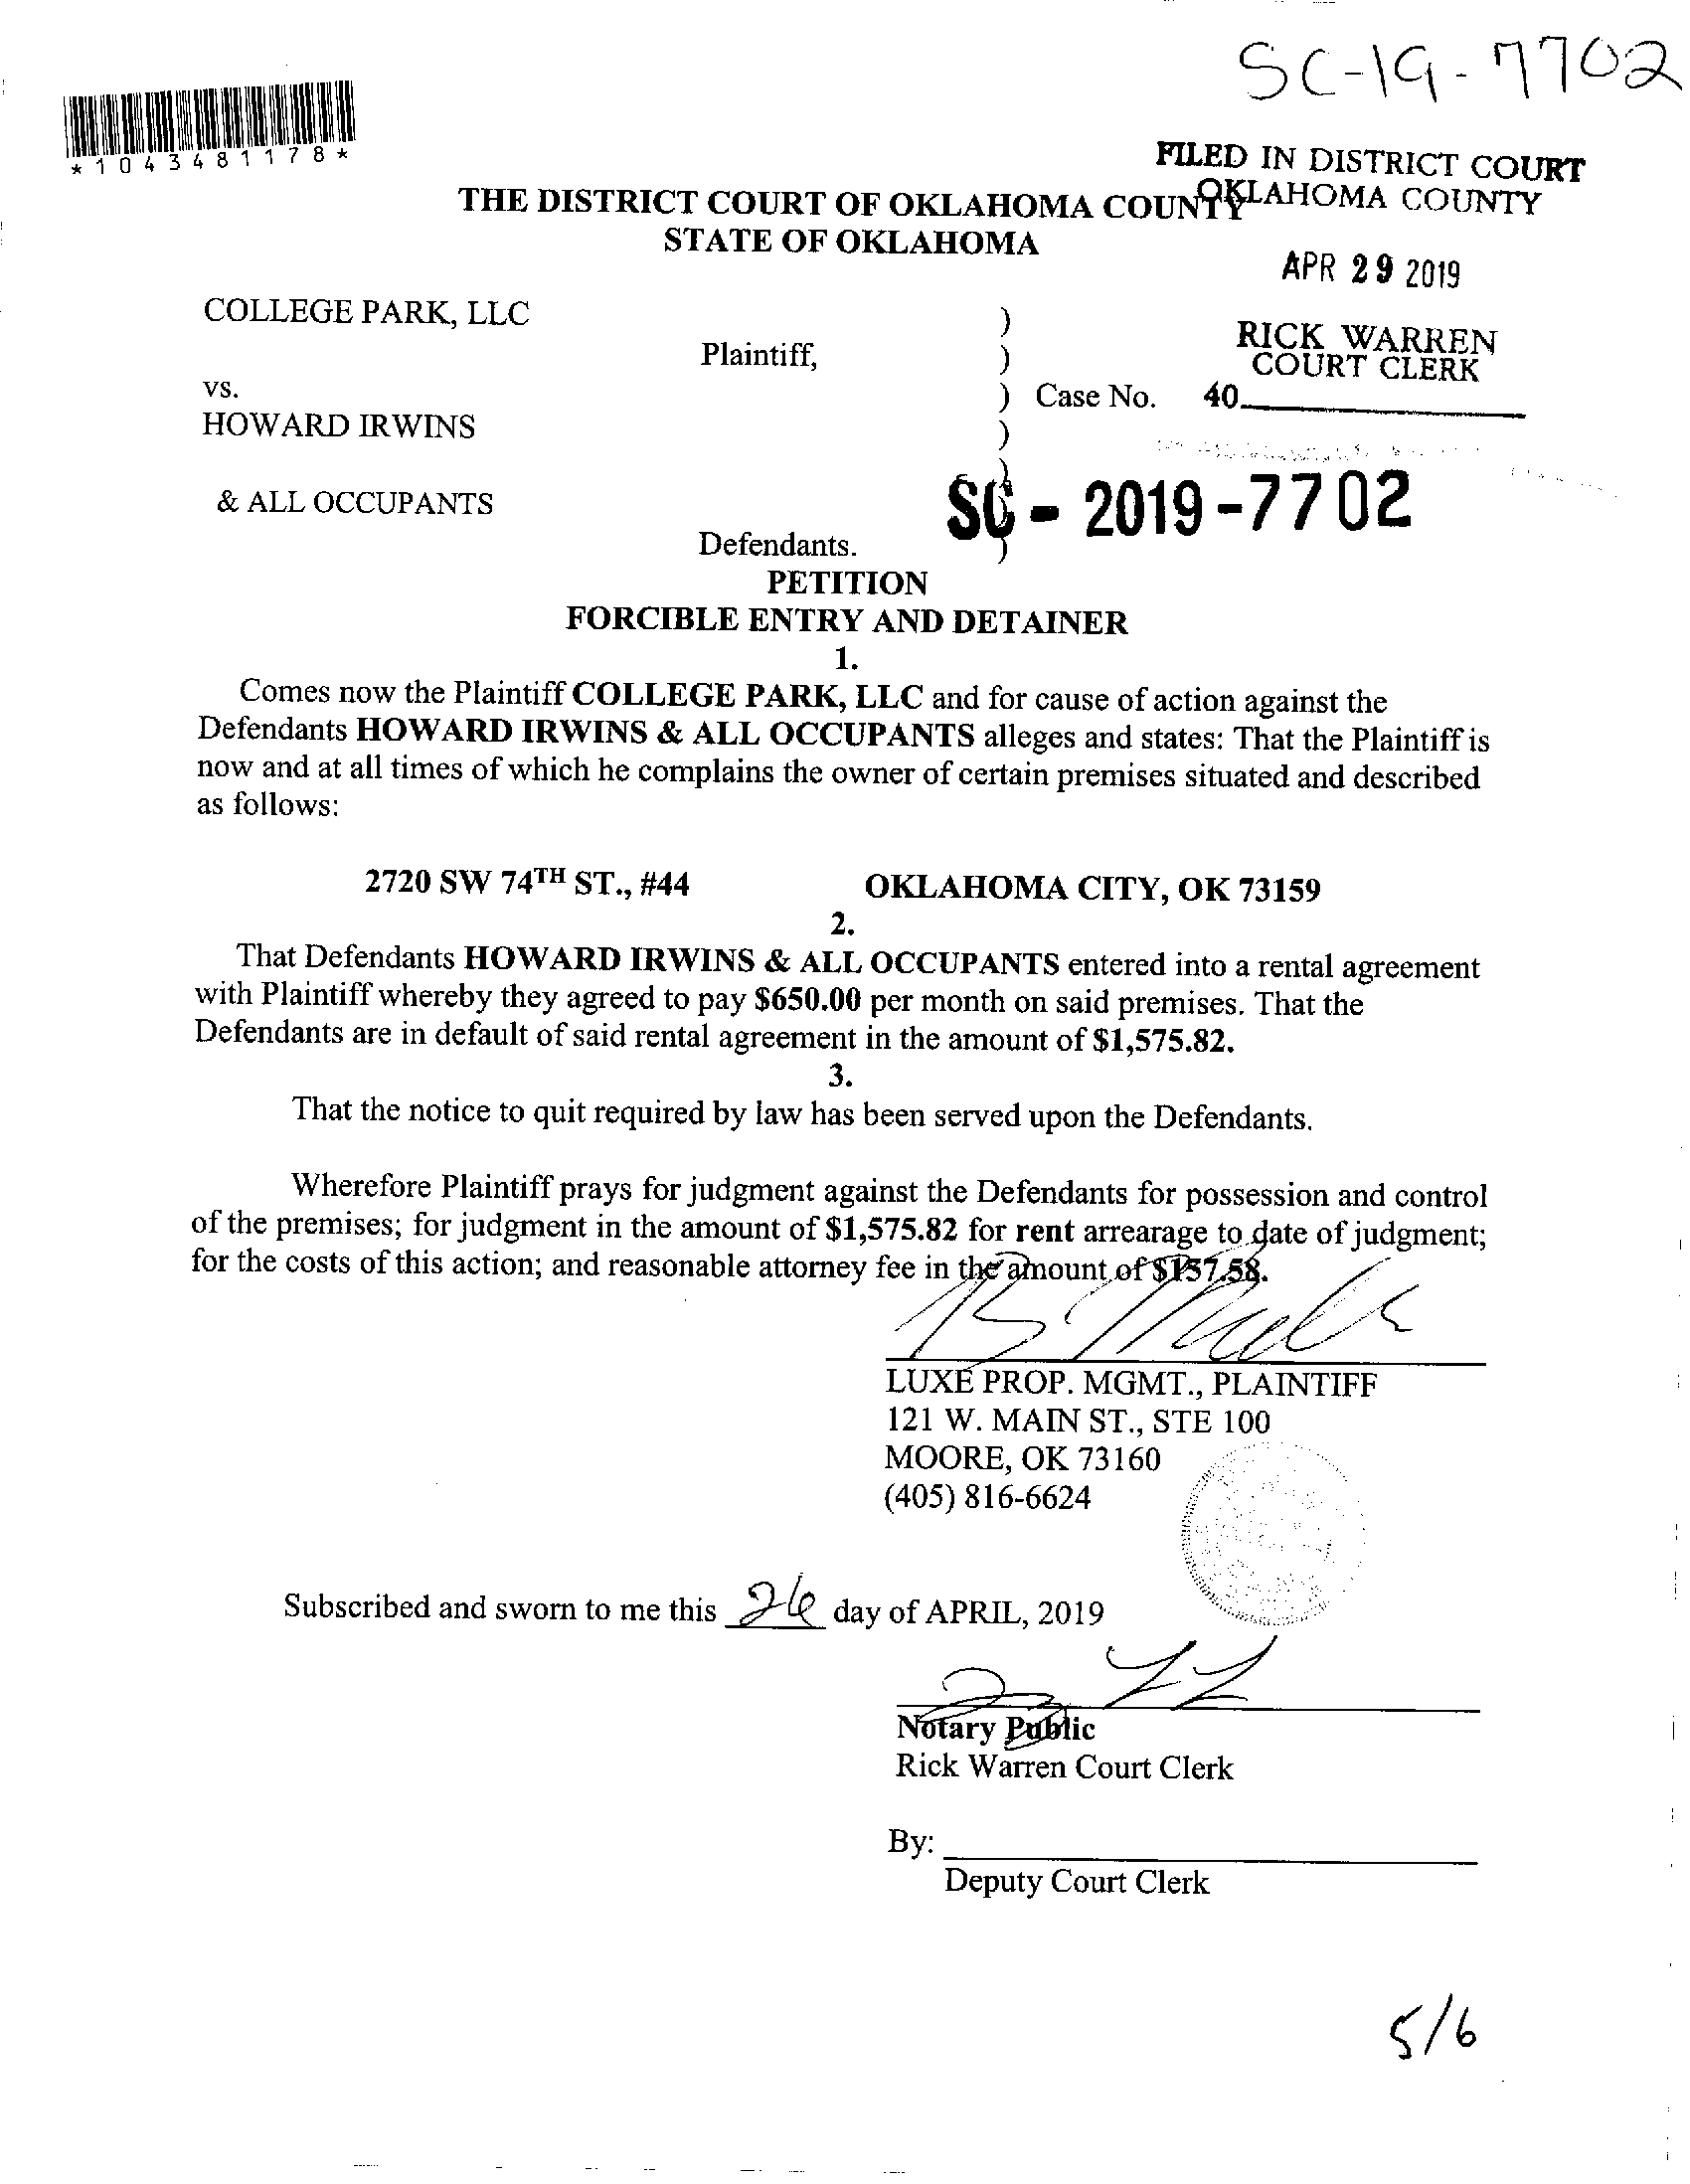 SC-19-7702
*1043481178*
FILED IN DISTRICT COURT
OKLAHOMA COUNTY
THE DISTRICT COURT OF OKLAHOMA COUNTY
STATE OF OKLAHOMA
APR 29 2019
COLLEGE PARK, LLC )
RICK WARREN
COURT CLERK
Plaintiff, )
vs. ) Case No. 40
HOWARD IRWINS )
& ALL OCCUPANTS )
SC - 2019-7702
Defendants. )
PETITION
FORCIBLE ENTRY AND DETAINER
1.
Comes now the Plaintiff COLLEGE PARK, LLC and for cause of action against the
Defendants HOWARD IRWINS & ALL OCCUPANTS alleges and states: That the Plaintiff is
now and at all times of which he complains the owner of certain premises situated and described
as follows:
2720 SW 74TH ST., #44 OKLAHOMA CITY, OK 73159
2.
That Defendants HOWARD IRWINS & ALL OCCUPANTS entered into a rental agreement
with Plaintiff whereby they agreed to pay $650.00 per month on said premises. That the
Defendants are in default of said rental agreement in the amount of $1,575.82.
3.
That the notice to quit required by law has been served upon the Defendants.
Wherefore Plaintiff prays for judgment against the Defendants for possession and control
of the premises; for judgment in the amount of $1,575.82 for rent arrearage to date of judgment;
for the costs of this action; and reasonable attorney fee in the amount of $157.58.
LUXE PROP. MGMT., PLAINTIFF
121 W. MAIN ST., STE 100
MOORE, OK 73160
(405) 816-6624
Subscribed and sworn to me this 26 day of APRIL, 2019
Notary Public
Rick Warren Court Clerk
By:
Deputy Court Clerk
5/6